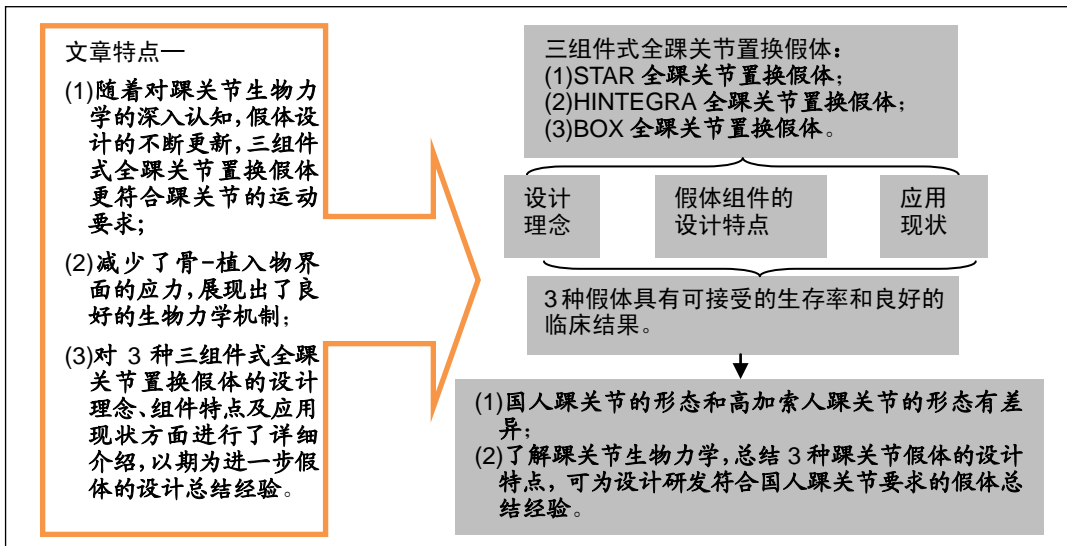 文章特点—
(1)随着对踝关节生物力
学的深入认知,假体设
计的不断更新,三组件
式全踝关节置换假体
更符合踝关节的运动
要求;
(2)减少了骨-植入物界
面的应力,展现出了良
好的生物力学机制;
(3)对 3 种三组件式全踝
关节置换假体的设计
理念、组件特点及应用
现状方面进行了详细
介绍,以期为进一步假
体的设计总结经验。
三组件式全踝关节置换假体：
(1)STAR 全踝关节置换假体;
(2)HINTEGRA 全踝关节置换假体;
(3)BOX 全踝关节置换假体。
设计
理念
假体组件的
设计特点
应用
现状
3 种假体具有可接受的生存率和良好的
临床结果。
(1)国人踝关节的形态和高加索人踝关节的形态有差
异;
(2)了解踝关节生物力学,总结 3 种踝关节假体的设计
特点，可为设计研发符合国人踝关节要求的假体总
结经验。